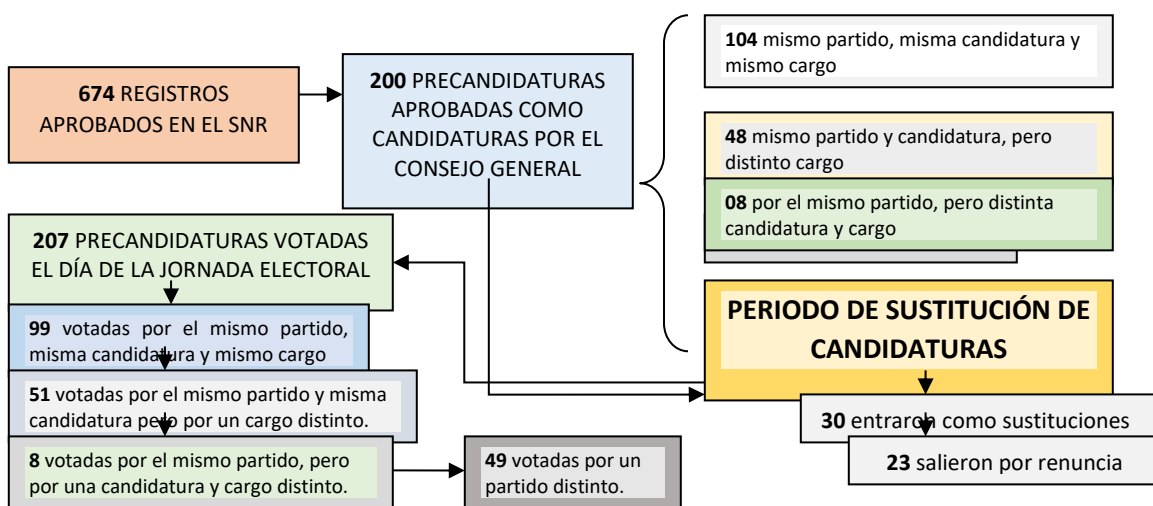 674 REGISTROS
APROBADOS EN EL SNR
200 PRECANDIDATURAS
APROBADAS COMO
CANDIDATURAS POR EL
CONSEJO GENERAL
104 mismo partido, misma candidatura y
mismo cargo
48 mismo partido y candidatura, pero
distinto cargo
08 por el mismo partido, pero distinta
candidatura y cargo
PERIODO DE SUSTITUCIÓN DE
CANDIDATURAS
30 entraron como sustituciones
23 salieron por renuncia
207 PRECANDIDATURAS VOTADAS
EL DÍA DE LA JORNADA ELECTORAL
99 votadas por el mismo partido,
misma candidatura y mismo cargo
51 votadas por el mismo partido y misma
candidatura pero por un cargo distinto.
8 votadas por el mismo partido, pero
por una candidatura y cargo distinto.
49 votadas por un
partido distinto.